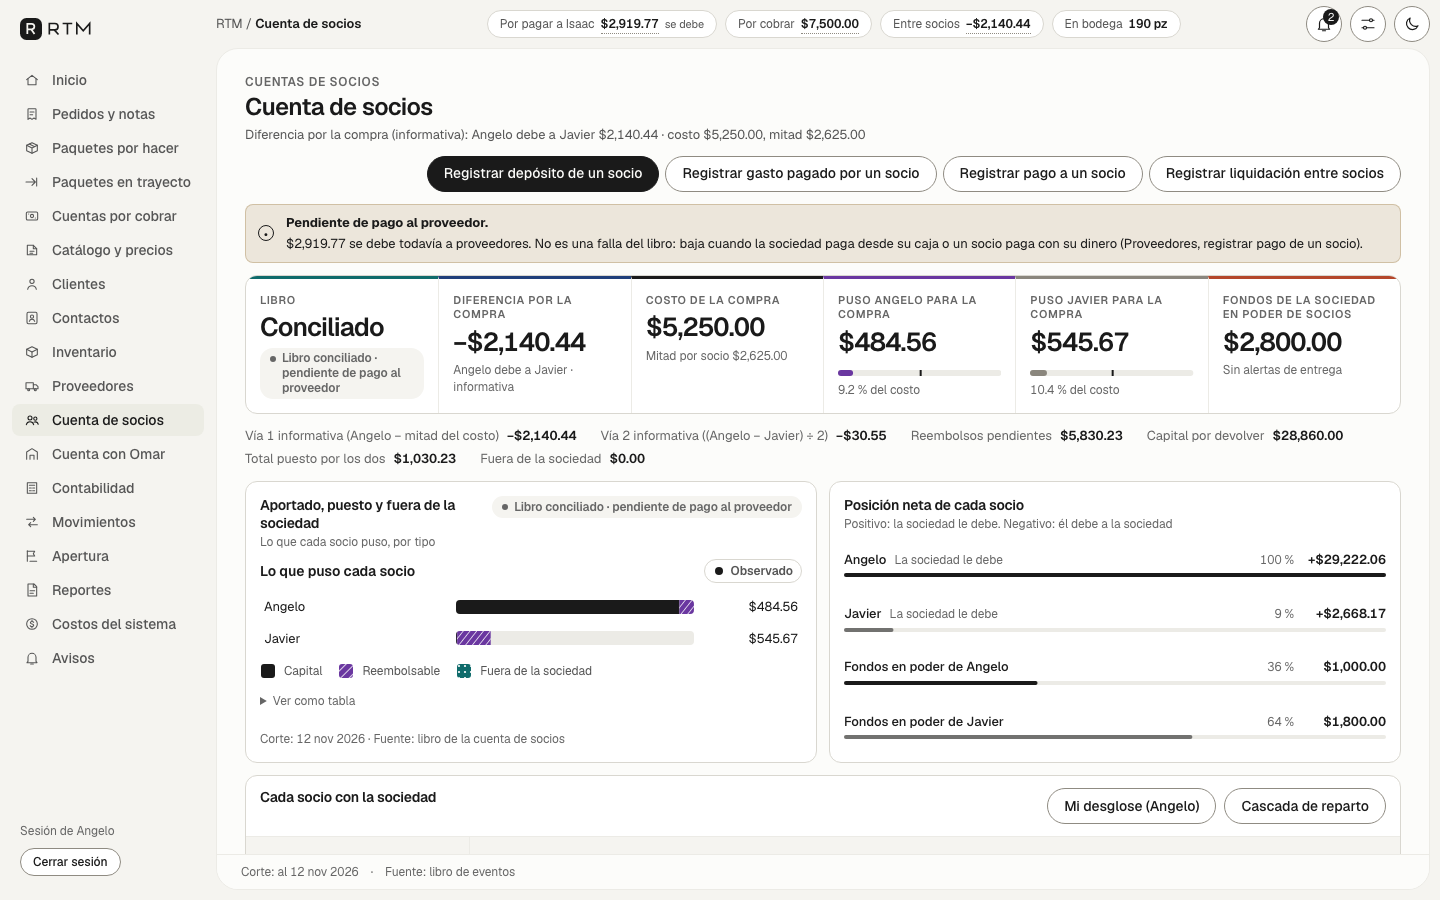 R RTM
RTM / Cuenta de socios
Por pagar a Isaac $2,919.77 se debe
Por cobrar $7,500.00
Entre socios −$2,140.44
En bodega 190 pz
2
Inicio
Pedidos y notas
Paquetes por hacer
Paquetes en trayecto
Cuentas por cobrar
Catálogo y precios
Clientes
Contactos
Inventario
Proveedores
Cuenta de socios
Cuenta con Omar
Contabilidad
Movimientos
Apertura
Reportes
Costos del sistema
Avisos
Sesión de Angelo
Cerrar sesión
CUENTAS DE SOCIOS
Cuenta de socios
Diferencia por la compra (informativa): Angelo debe a Javier $2,140.44 · costo $5,250.00, mitad $2,625.00
Registrar depósito de un socio
Registrar gasto pagado por un socio
Registrar pago a un socio
Registrar liquidación entre socios
Pendiente de pago al proveedor.
$2,919.77 se debe todavía a proveedores. No es una falla del libro: baja cuando la sociedad paga desde su caja o un socio paga con su dinero (Proveedores, registrar pago de un socio).
LIBRO
Conciliado
Libro conciliado ·
pendiente de pago al
proveedor
DIFERENCIA POR LA
COMPRA
−$2,140.44
Angelo debe a Javier ·
informativa
COSTO DE LA COMPRA
$5,250.00
Mitad por socio $2,625.00
PUSO ANGELO PARA LA
COMPRA
$484.56
9.2 % del costo
PUSO JAVIER PARA LA
COMPRA
$545.67
10.4 % del costo
FONDOS DE LA SOCIEDAD
EN PODER DE SOCIOS
$2,800.00
Sin alertas de entrega
Vía 1 informativa (Angelo − mitad del costo) −$2,140.44
Vía 2 informativa ((Angelo − Javier) ÷ 2) −$30.55
Reembolsos pendientes $5,830.23
Capital por devolver $28,860.00
Total puesto por los dos $1,030.23
Fuera de la sociedad $0.00
Aportado, puesto y fuera de la
sociedad
Libro conciliado · pendiente de pago al proveedor
Lo que cada socio puso, por tipo
Lo que puso cada socio
Observado
Angelo $484.56
Javier $545.67
Capital Reembolsable Fuera de la sociedad
Ver como tabla
Corte: 12 nov 2026 · Fuente: libro de la cuenta de socios
Posición neta de cada socio
Positivo: la sociedad le debe. Negativo: él debe a la sociedad
Angelo La sociedad le debe 100 % +$29,222.06
Javier La sociedad le debe 9 % +$2,668.17
Fondos en poder de Angelo 36 % $1,000.00
Fondos en poder de Javier 64 % $1,800.00
Cada socio con la sociedad
Mi desglose (Angelo)
Cascada de reparto
Corte: al 12 nov 2026 · Fuente: libro de eventos